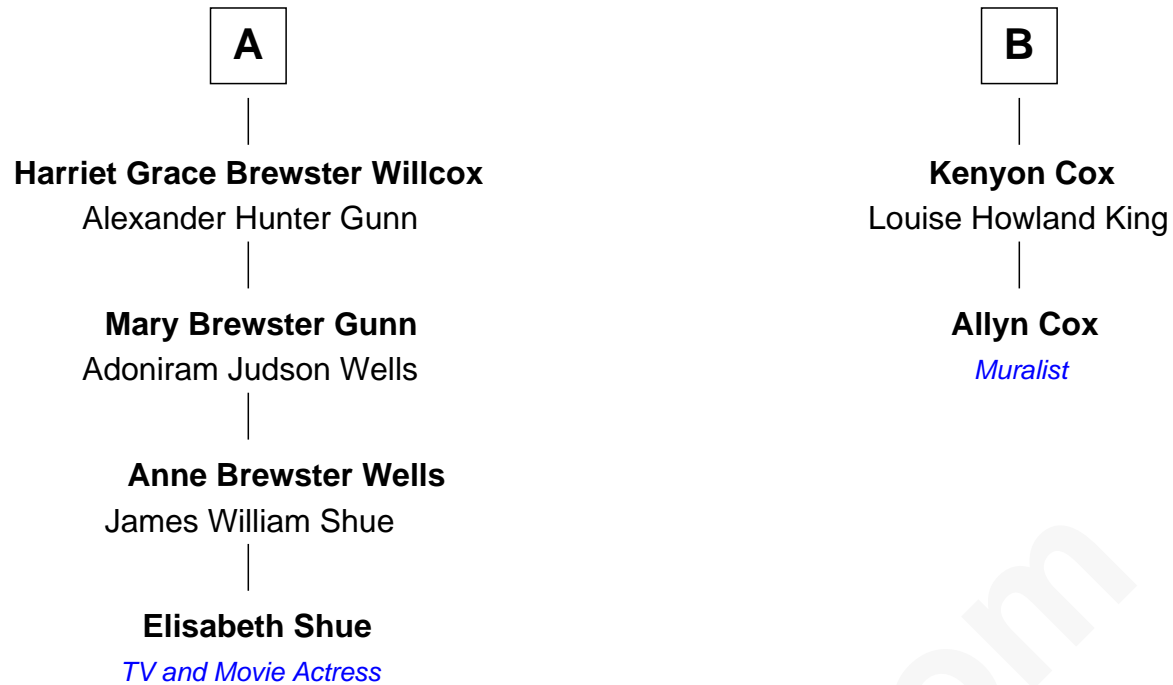 A
Harriet Grace Brewster Willcox
Alexander Hunter Gunn
Mary Brewster Gunn
Adoniram Judson Wells
Anne Brewster Wells
James William Shue
Elisabeth Shue
TV and Movie Actress
B
Kenyon Cox
Louise Howland King
Allyn Cox
Muralist
om